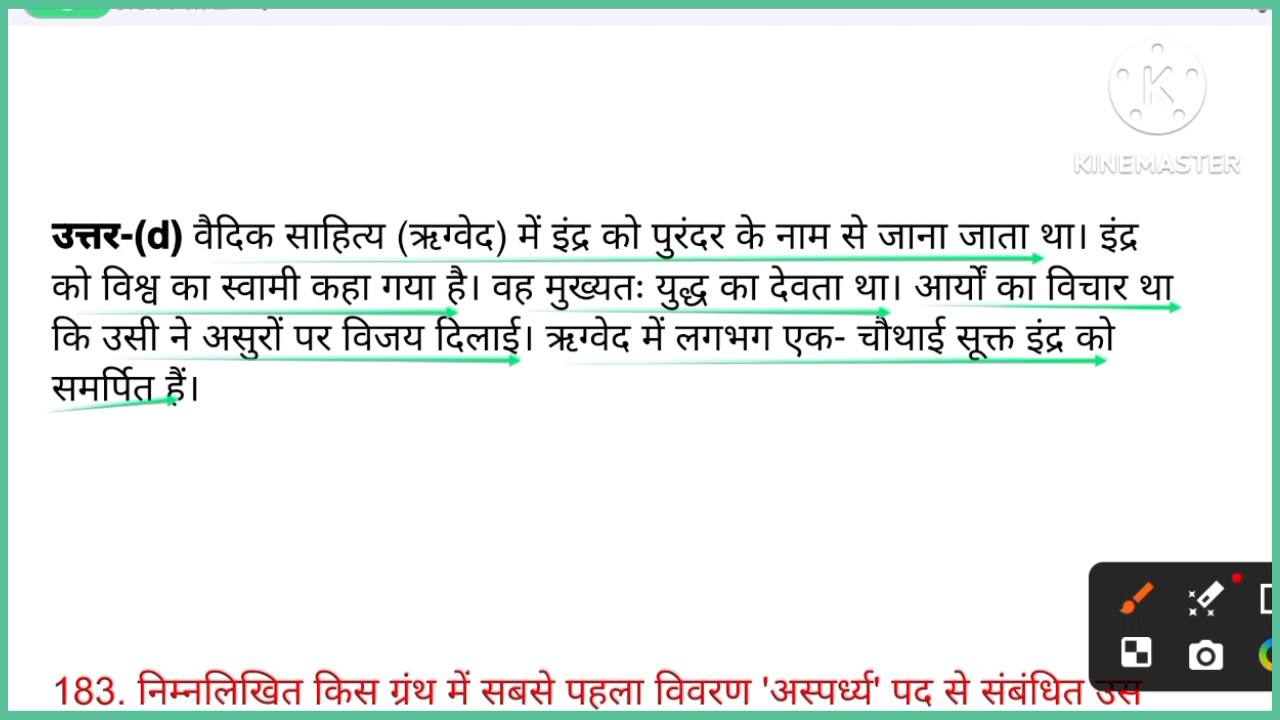 KINEMASTER
उत्तर-(d) वैदिक साहित्य (ऋग्वेद) में इंद्र को पुरंदर के नाम से जाना जाता था। इंद्र
को विश्व का स्वामी कहा गया है। वह मुख्यतः युद्ध का देवता था। आर्यों का विचार था
कि उसी ने असुरों पर विजय दिलाई। ऋग्वेद में लगभग एक- चौथाई सूक्त इंद्र को
समर्पित हैं।
183. निम्नलिखित किस ग्रंथ में सबसे पहला विवरण 'अस्पर्ध्य' पद से संबंधित उस